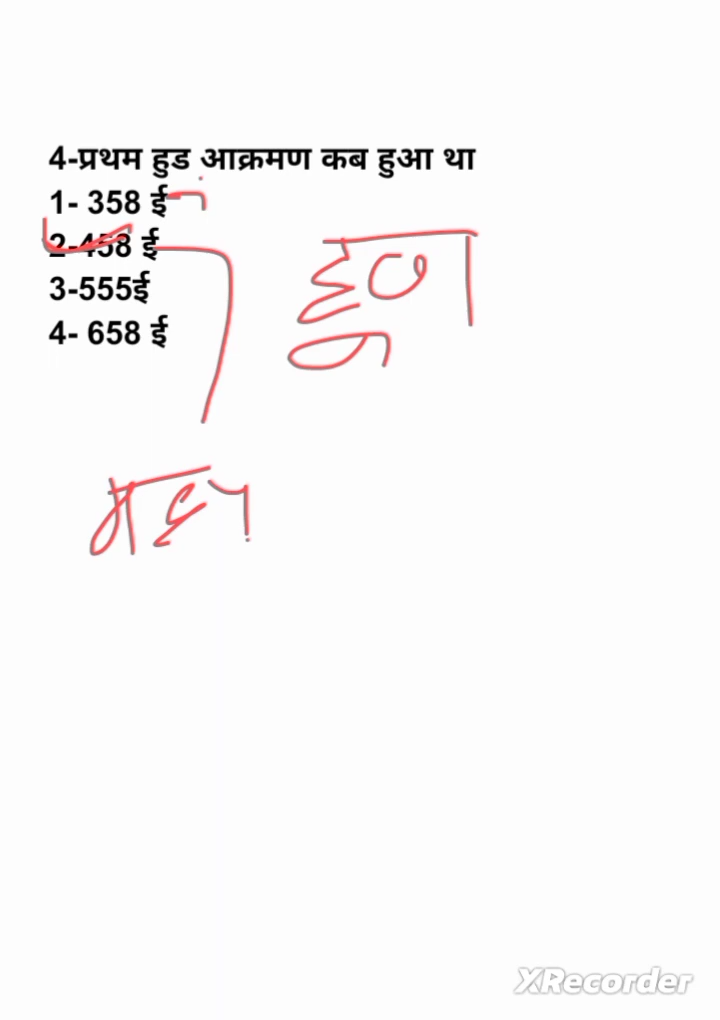 4-प्रथम हुड आक्रमण कब हुआ था
1- 358 ई
2-458 ई
3-555ई
4- 658 ई
हूण
XRecorder